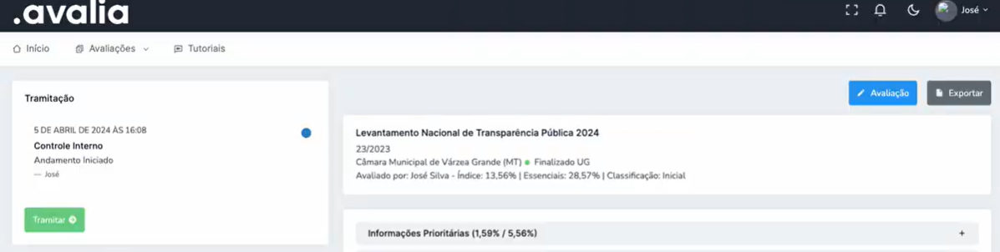 .avalia
José
Início
Avaliações
Tutoriais
Tramitação
5 DE ABRIL DE 2024 ÀS 16:08
Controle Interno
Andamento Iniciado
— José
Tramitar
Avaliação
Exportar
Levantamento Nacional de Transparência Pública 2024
23/2023
Câmara Municipal de Várzea Grande (MT) Finalizado UG
Avaliado por: José Silva - Índice: 13,56% | Essenciais: 28,57% | Classificação: Inicial
Informações Prioritárias (1,59% / 5,56%) +